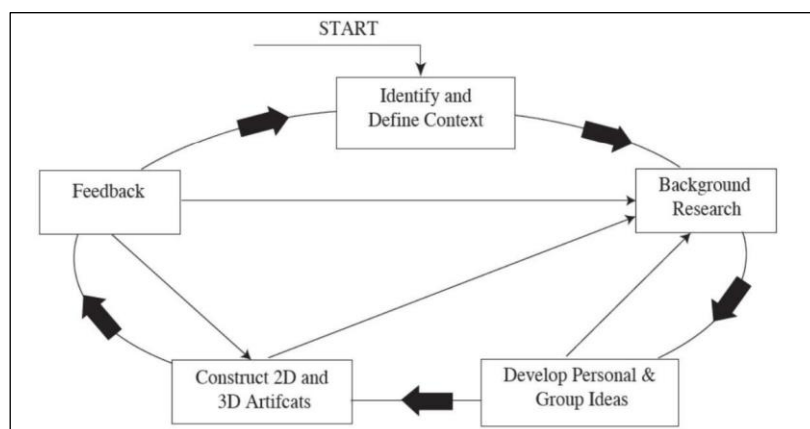 START
Identify and
Define Context
Feedback
Background
Research
Construct 2D and
3D Artifcats
Develop Personal &
Group Ideas